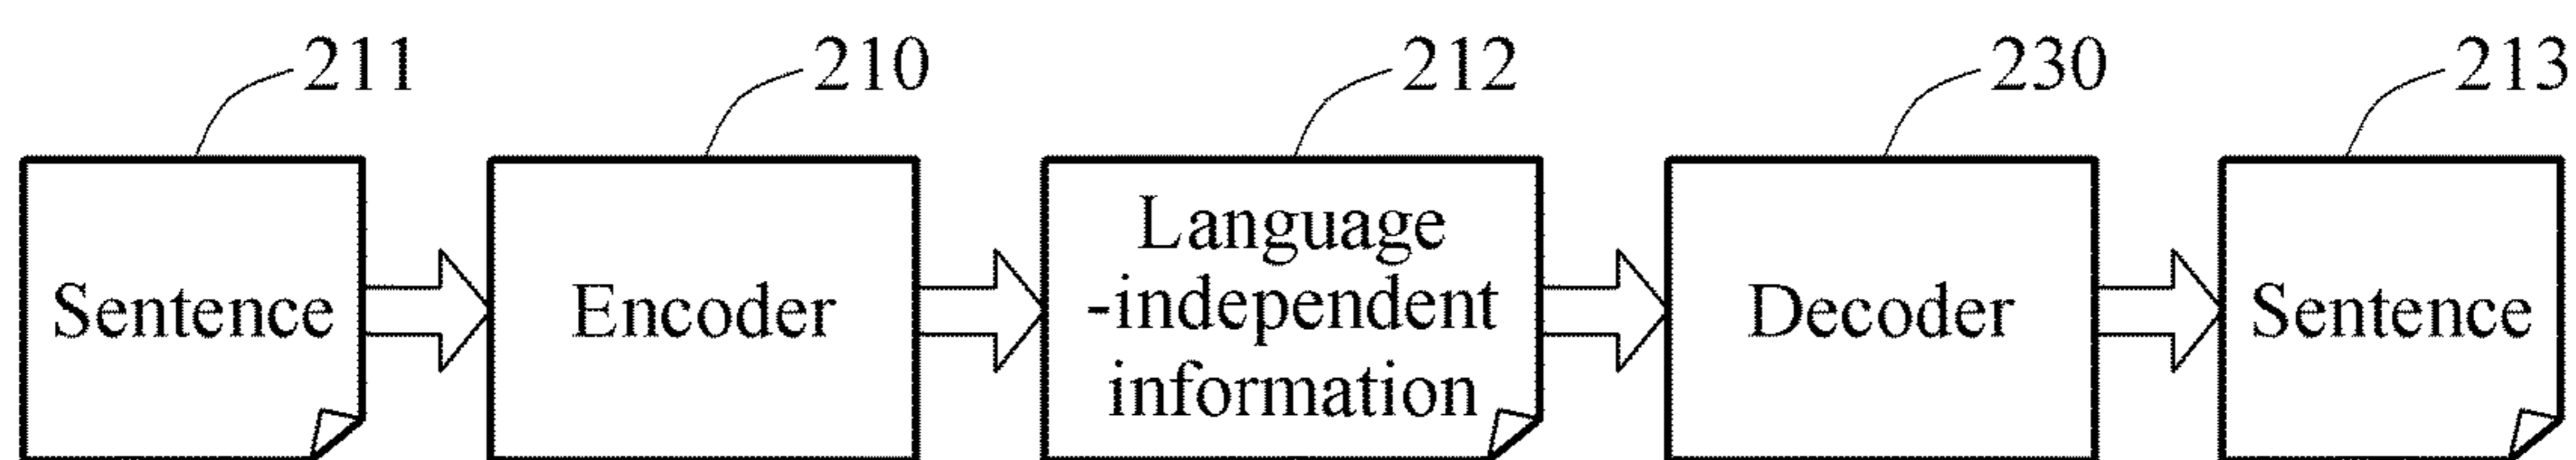 211
210
212
230
213
Sentence
Encoder
Language
-independent
information
Decoder
Sentence